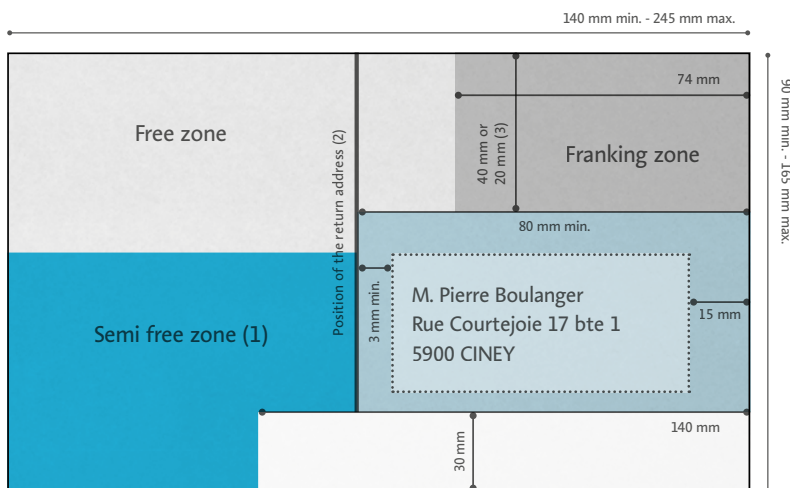 140 mm min. - 245 mm max.
Free zone
Position of the return address (2)
74 mm
40 mm or
20 mm (3)
Franking zone
90 mm min. - 165 mm max.
80 mm min.
Semi free zone (1)
3 mm min.
M. Pierre Boulanger
Rue Courtejoie 17 bte 1
5900 CINEY
15 mm
140 mm
30 mm